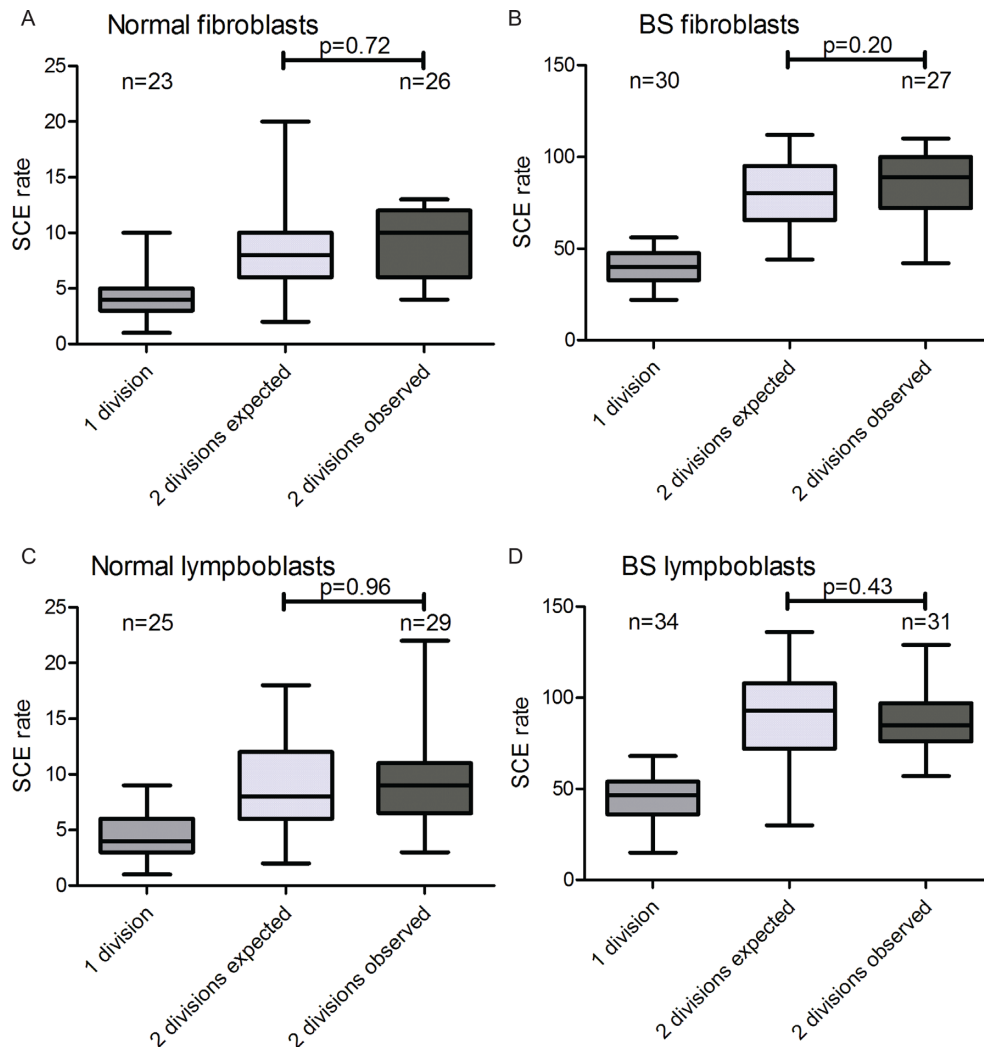 A
Normal fibroblasts
p=0.72
n=23
n=26
SCE rate
25
20
15
10
5
0
1 division
2 divisions expected
2 divisions observed
B
BS fibroblasts
p=0.20
n=30
n=27
SCE rate
150
100
50
0
1 division
2 divisions expected
2 divisions observed
C
Normal lympboblasts
p=0.96
n=25
n=29
SCE rate
25
20
15
10
5
0
1 division
2 divisions expected
2 divisions observed
D
BS lympboblasts
p=0.43
n=34
n=31
SCE rate
150
100
50
0
1 division
2 divisions expected
2 divisions observed